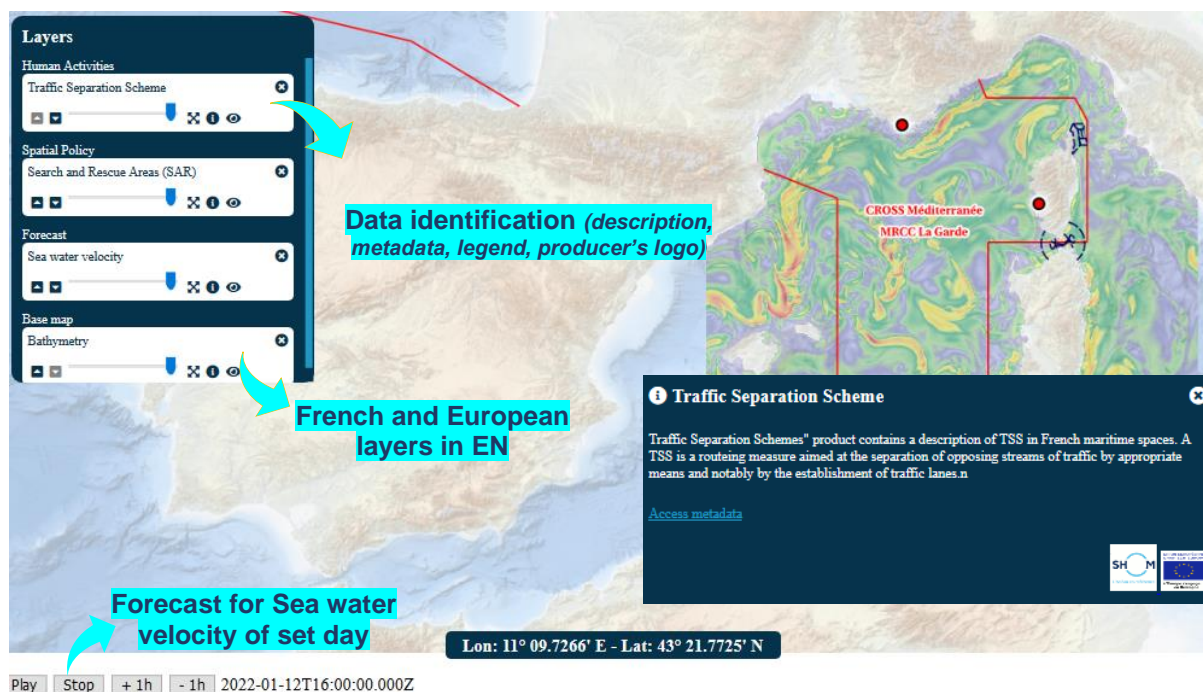 Layers
Human Activities
Traffic Separation Scheme
Spatial Policy
Search and Rescue Areas (SAR)
Forecast
Sea water velocity
Base map
Bathymetry
Data identification (description,
metadata, legend, producer's logo)
CROSS Méditerranée
MRCC La Garde
French and European
layers in EN
Traffic Separation Scheme
Traffic Separation Schemes" product contains a description of TSS in French maritime spaces. A
TSS is a routeing measure aimed at the separation of opposing streams of traffic by appropriate
means and notably by the establishment of traffic lanes.n
Access metadata
SH M
Forecast for Sea water
velocity of set day
Lon: 11° 09.7266' E - Lat: 43° 21.7725' N
Play Stop + 1h - 1h 2022-01-12T16:00:00.000Z